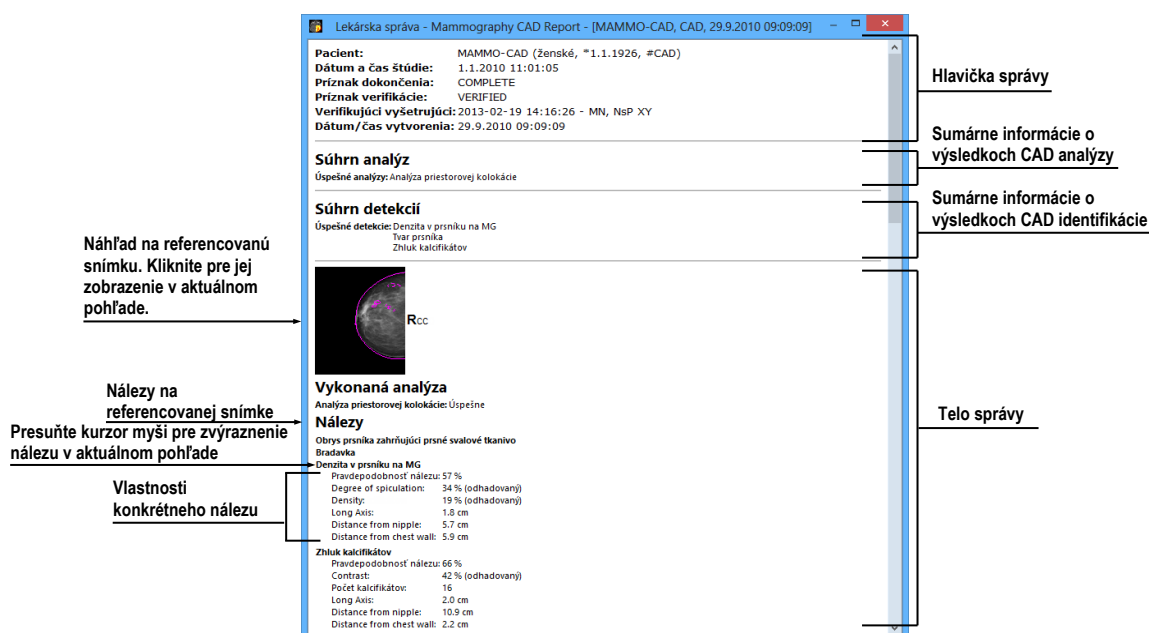 Lekárska správa - Mammography CAD Report - [MAMMO-CAD, CAD, 29.9.2010 09:09:09]
Pacient: MAMMO-CAD (ženské, *1.1.1926, #CAD)
Dátum a čas štúdie: 1.1.2010 11:01:05
Príznak dokončenia: COMPLETE
Príznak verifikácie: VERIFIED
Verifikujúci vyšetrujúci: 2013-02-19 14:16:26 - MN, NsP XY
Dátum/čas vytvorenia: 29.9.2010 09:09:09
Hlavička správy
Súhrn analýz
Úspešné analýzy: Analýza priestorovej kolokácie
Sumárne informácie o
výsledkoch CAD analýzy
Súhrn detekcií
Úspešné detekcie: Denzita v prsníku na MG
Tvar prsníka
Zhluk kalcifikátov
Sumárne informácie o
výsledkoch CAD identifikácie
Náhľad na referencovanú
snímku. Kliknite pre jej
zobrazenie v aktuálnom
pohľade.
RCC
Vykonaná analýza
Analýza priestorovej kolokácie: Úspešne
Nálezy
Nálezy na
referencovanej snímke
Presuňte kurzor myši pre zvýraznenie
nálezu v aktuálnom pohľade
Obrys prsníka zahrňujúci prsné svalové tkanivo
Bradavka
Denzita v prsníku na MG
Pravdepodobnosť nálezu: 57 %
Degree of spiculation: 34 % (odhadovaný)
Density: 19 % (odhadovaný)
Long Axis: 1.8 cm
Distance from nipple: 5.7 cm
Distance from chest wall: 5.9 cm
Vlastnosti
konkrétneho nálezu
Zhluk kalcifikátov
Pravdepodobnosť nálezu: 66 %
Contrast: 42 % (odhadovaný)
Počet kalcifikátov: 16
Long Axis: 2.0 cm
Distance from nipple: 10.9 cm
Distance from chest wall: 2.2 cm
Telo správy